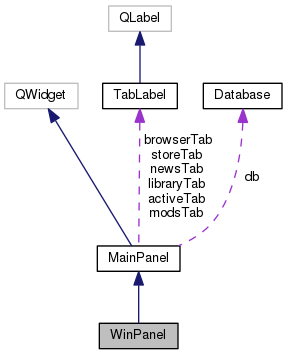 QLabel
QWidget
TabLabel
Database
browserTab
storeTab
newsTab
libraryTab
activeTab
modsTab
db
MainPanel
WinPanel